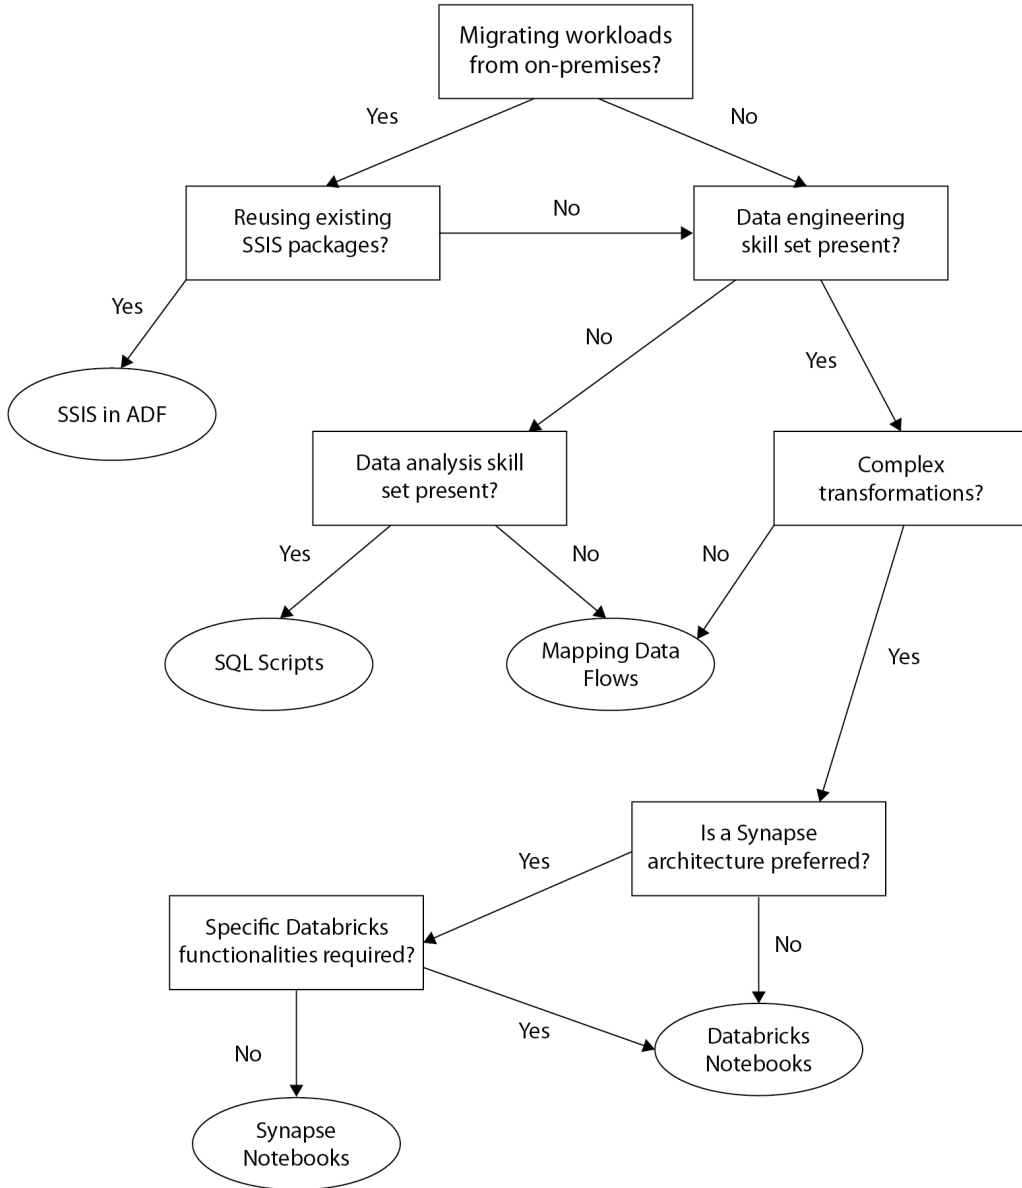 Migrating workloads
from on-premises?
Yes
No
Reusing existing
SSIS packages?
No
Data engineering
skill set present?
Yes
No
Yes
SSIS in ADF
Data analysis skill
set present?
Complex
transformations?
Yes
No
No
SQL Scripts
Mapping Data
Flows
Yes
Is a Synapse
architecture preferred?
Yes
Specific Databricks
functionalities required?
No
Yes
Databricks
Notebooks
No
Synapse
Notebooks